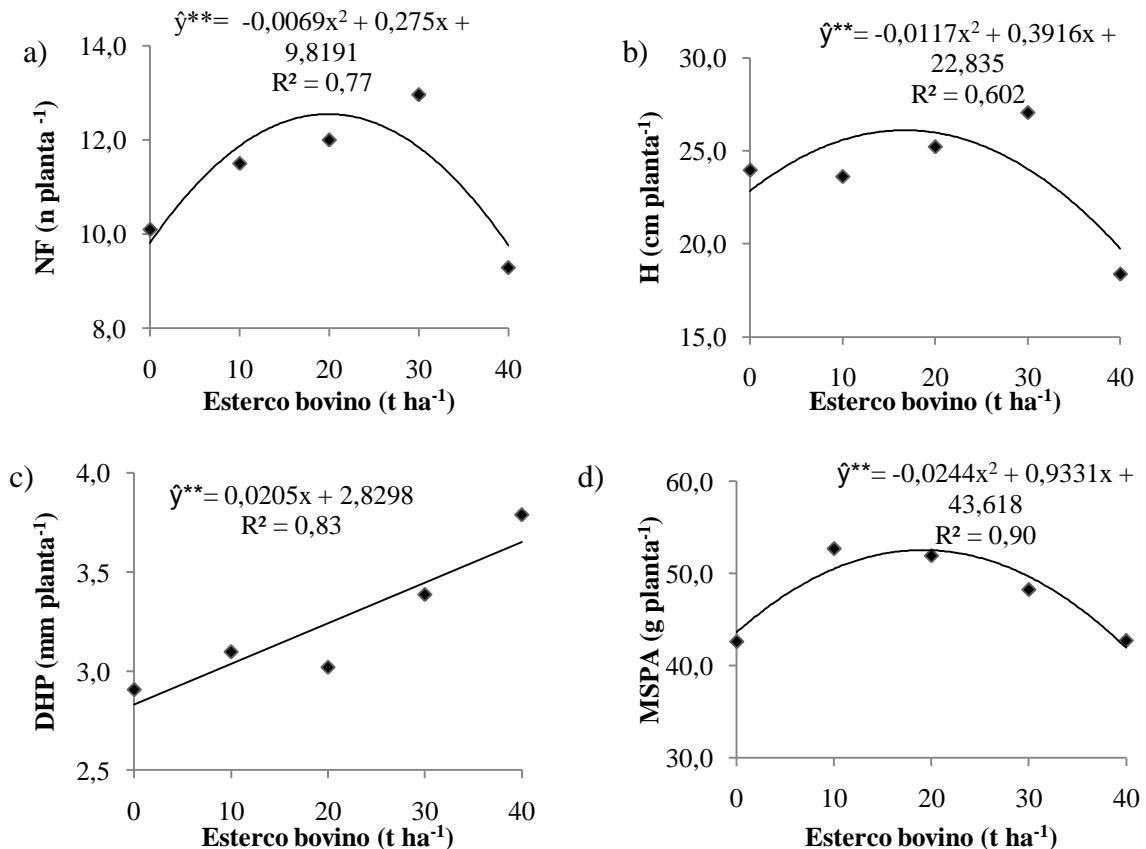 a)
ŷ**= -0,0069x² + 0,275x +
9,8191
R² = 0,77
14,0
12,0
10,0
8,0
NF (n planta ⁻¹)
0 10 20 30 40
Esterco bovino (t ha⁻¹)
b)
ŷ**= -0,0117x² + 0,3916x +
22,835
R² = 0,602
30,0
25,0
20,0
15,0
H (cm planta⁻¹)
0 10 20 30 40
Esterco bovino (t ha⁻¹)
c)
ŷ**= 0,0205x + 2,8298
R² = 0,83
4,0
3,5
3,0
2,5
DHP (mm planta⁻¹)
0 10 20 30 40
Esterco bovino (t ha⁻¹)
d)
ŷ**= -0,0244x² + 0,9331x +
43,618
R² = 0,90
60,0
50,0
40,0
30,0
MSPA (g planta⁻¹)
0 10 20 30 40
Esterco bovino (t ha⁻¹)